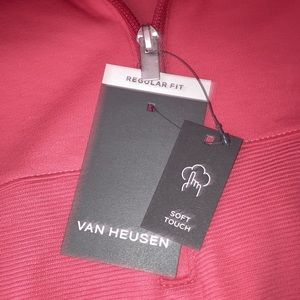 REGULAR FIT
VAN HEUSEN
SOFT
TOUCH